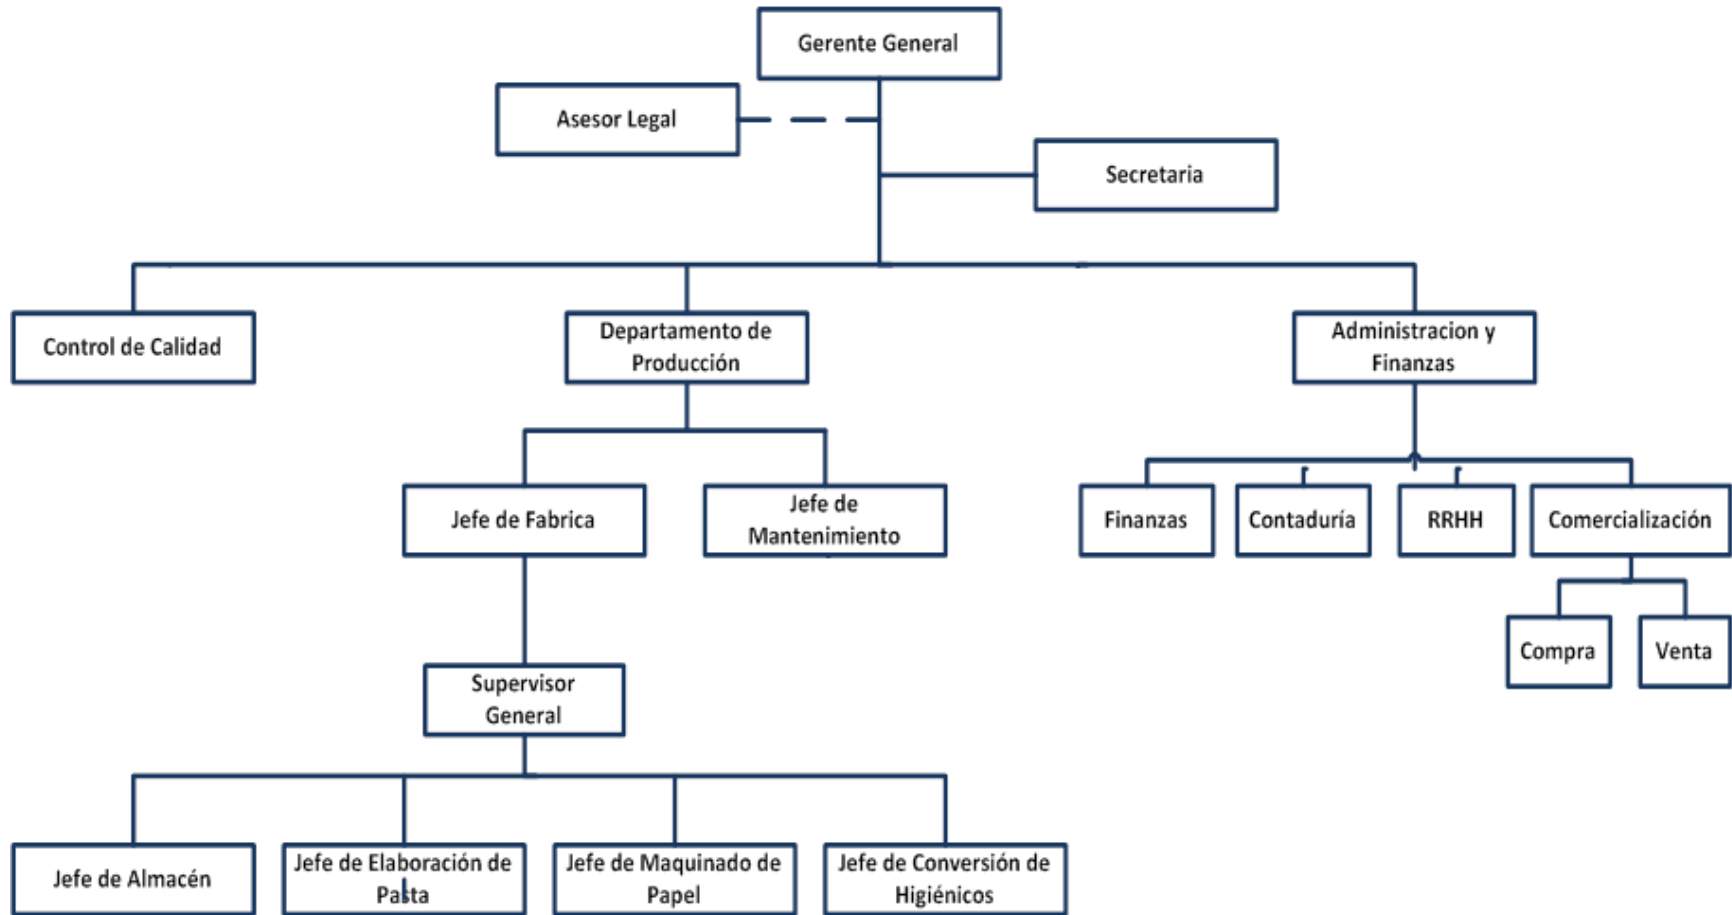 Gerente General
Asesor Legal
Secretaria
Control de Calidad
Departamento de
Producción
Administracion y
Finanzas
Jefe de Fabrica
Jefe de
Mantenimiento
Finanzas
Contaduría
RRHH
Comercialización
Compra
Venta
Supervisor
General
Jefe de Almacén
Jefe de Elaboración de
Pasta
Jefe de Maquinado de
Papel
Jefe de Conversión de
Higiénicos